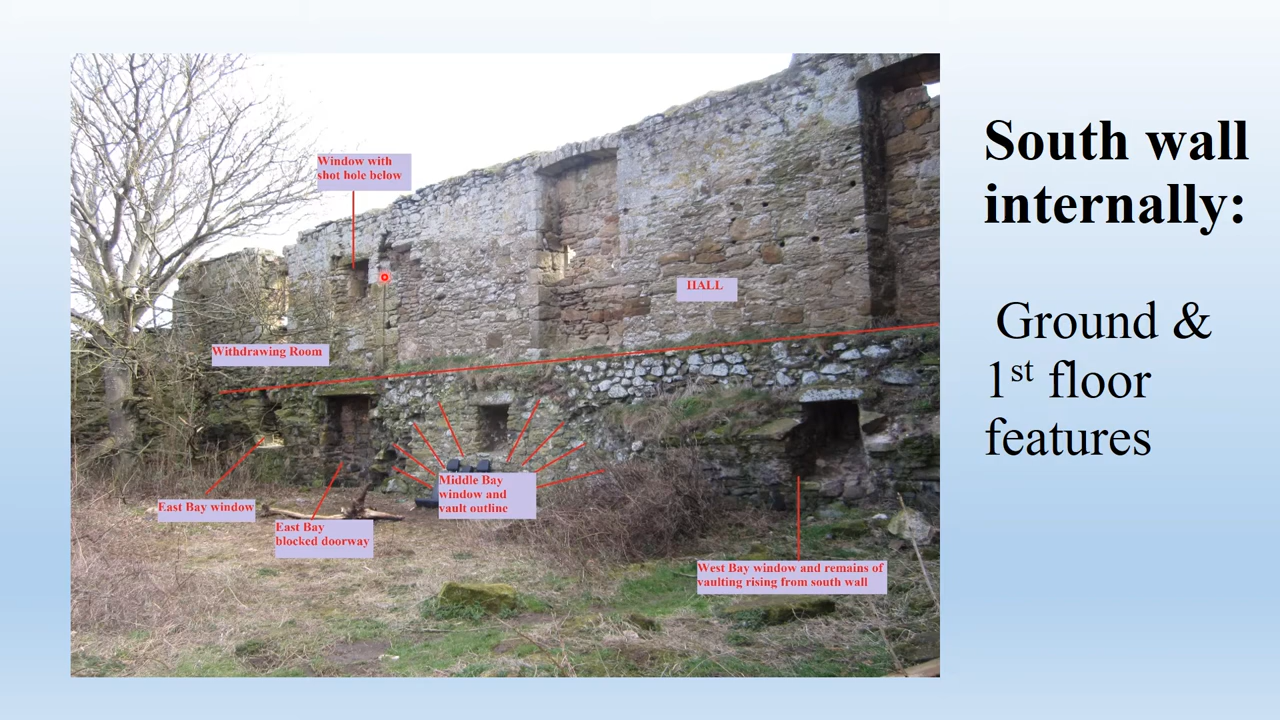 South wall
internally:
Ground &
1st floor
features
Window with
shot hole below
HALL
Withdrawing Room
East Bay window
East Bay
blocked doorway
Middle Bay
window and
vault outline
West Bay window and remains of
vaulting rising from south wall